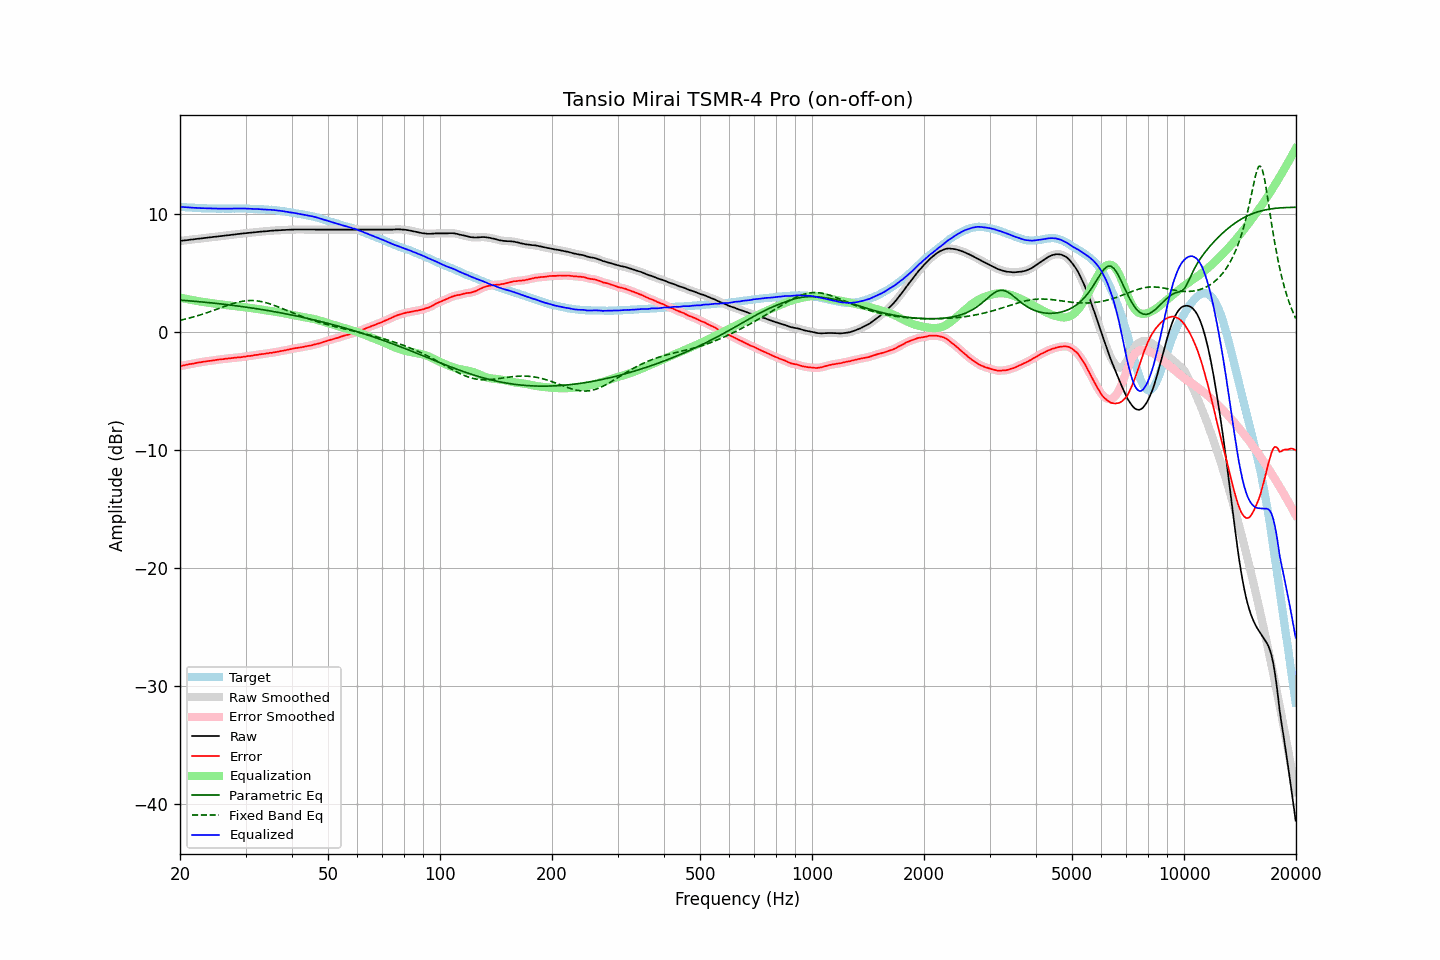 Tansio Mirai TSMR-4 Pro (on-off-on)
Amplitude (dBr)
10
0
−10
−20
−30
−40
Target
Raw Smoothed
Error Smoothed
Raw
Error
Equalization
Parametric Eq
Fixed Band Eq
Equalized
20 50 100 200 500 1000 2000 5000 10000 20000
Frequency (Hz)